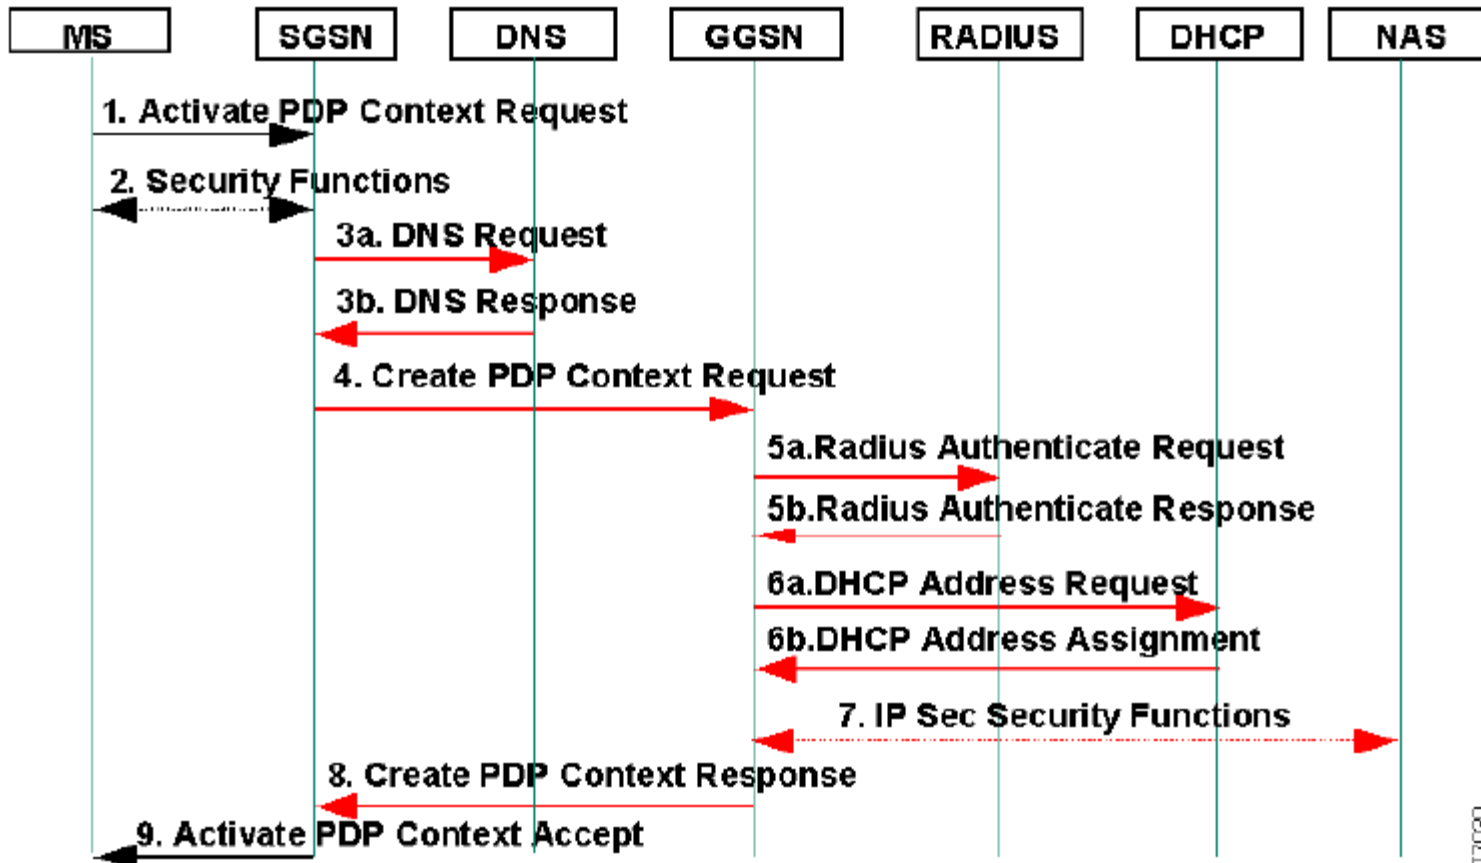 MS SGSN DNS GGSN RADIUS DHCP NAS
1. Activate PDP Context Request
2. Security Functions
3a. DNS Request
3b. DNS Response
4. Create PDP Context Request
5a.Radius Authenticate Request
5b.Radius Authenticate Response
6a.DHCP Address Request
6b.DHCP Address Assignment
7. IP Sec Security Functions
8. Create PDP Context Response
9. Activate PDP Context Accept